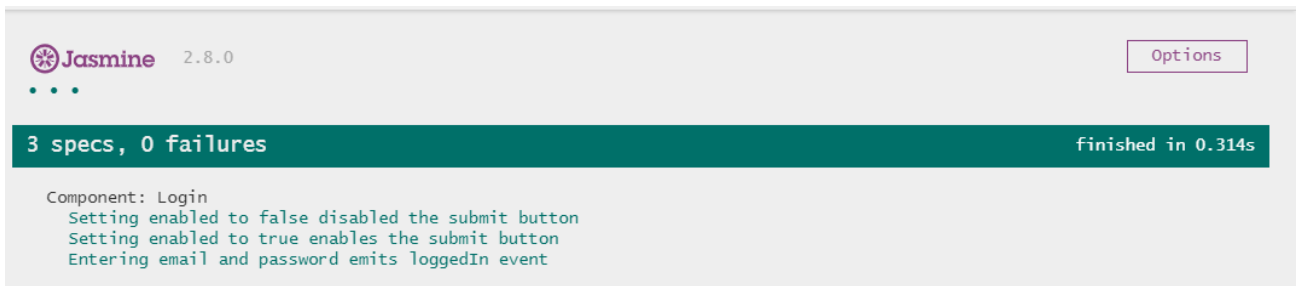 Jasmine 2.8.0 Options
• • •
3 specs, 0 failures finished in 0.314s
Component: Login
Setting enabled to false disabled the submit button
Setting enabled to true enables the submit button
Entering email and password emits loggedIn event